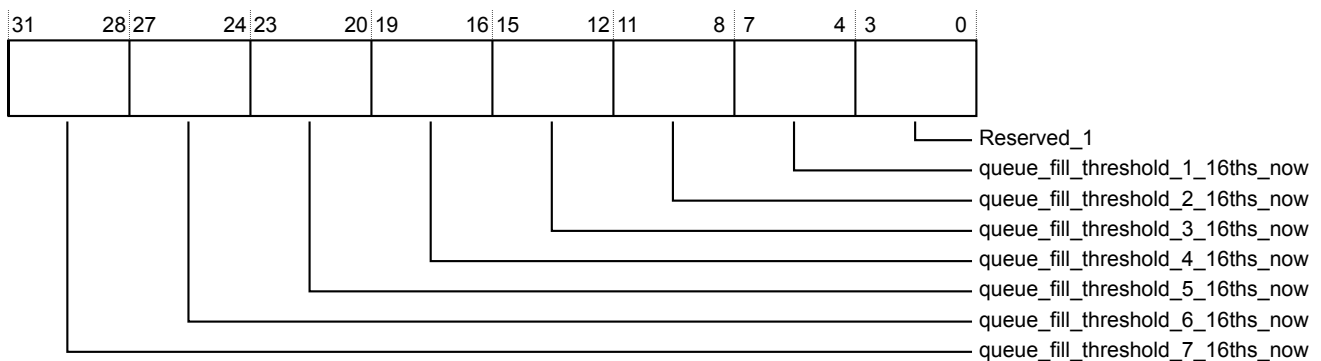 31 28 27 24 23 20 19 16 15 12 11 8 7 4 3 0
Reserved_1
queue_fill_threshold_1_16ths_now
queue_fill_threshold_2_16ths_now
queue_fill_threshold_3_16ths_now
queue_fill_threshold_4_16ths_now
queue_fill_threshold_5_16ths_now
queue_fill_threshold_6_16ths_now
queue_fill_threshold_7_16ths_now